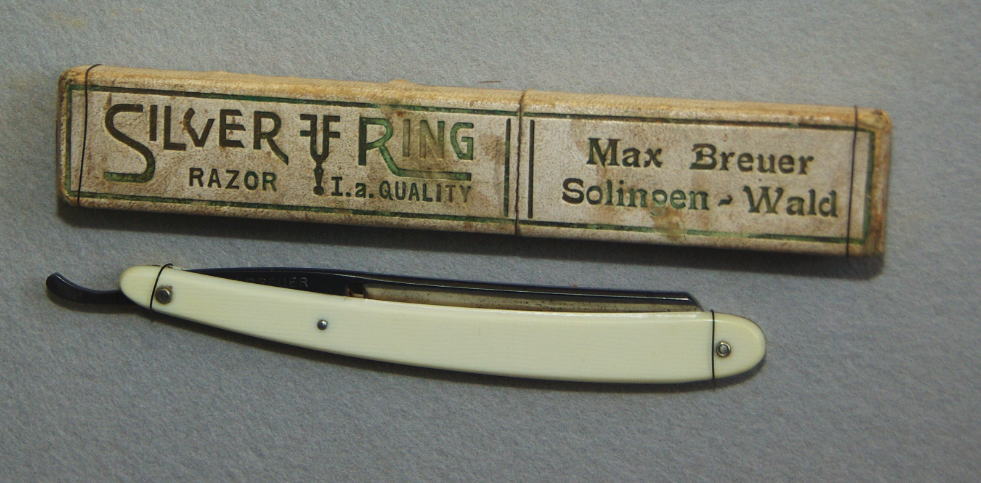 SILVER RING
RAZOR I.a. QUALITY
Max Breuer
Solingen - Wald